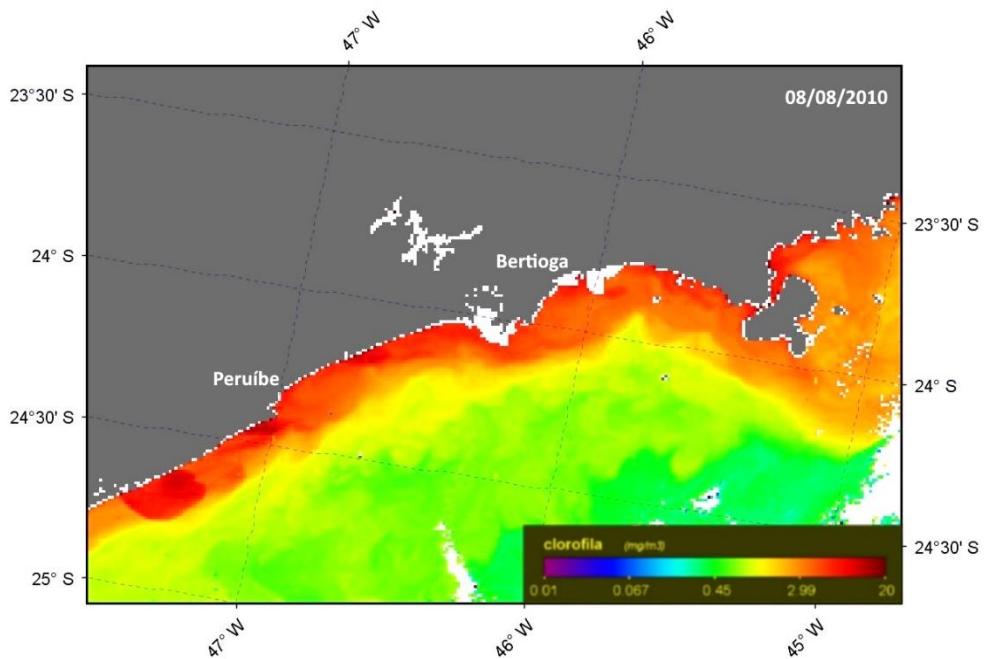 47° W
46° W
23°30' S
08/08/2010
23°30' S
24° S
Bertioga
Peruíbe
24° S
24°30' S
clorofila (mg/m3)
24°30' S
0.01 0.067 0.45 2.99 20
25° S
47° W
46° W
45° W